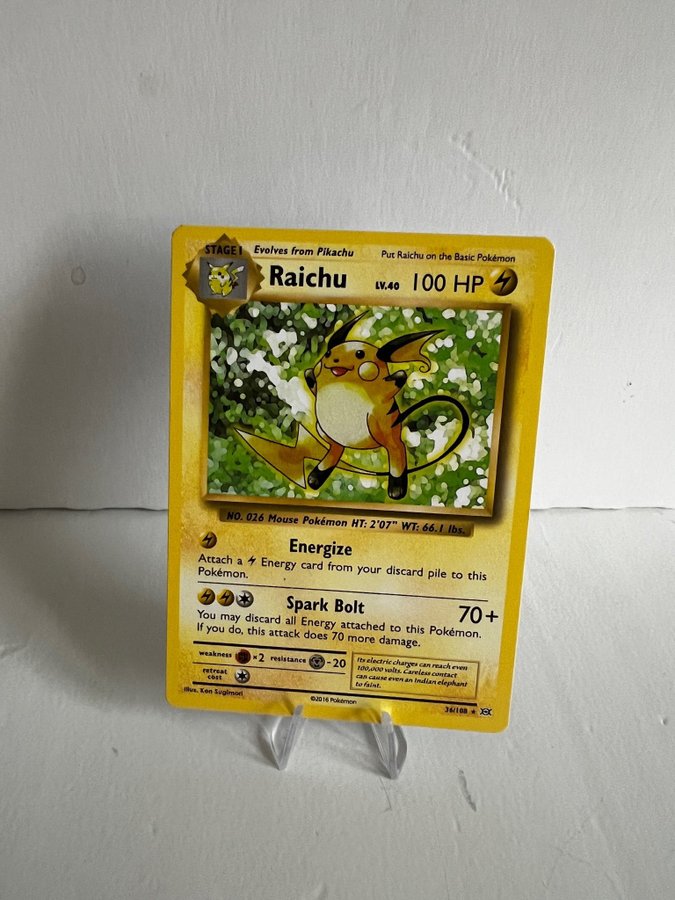 STAGE 1 Evolves from Pikachu Put Raichu on the Basic Pokémon
Raichu LV.40 100 HP
NO. 026 Mouse Pokémon HT: 2'07" WT: 66.1 lbs.
Energize
Attach a Energy card from your discard pile to this
Pokémon.
Spark Bolt 70+
You may discard all Energy attached to this Pokémon.
If you do, this attack does 70 more damage.
weakness ×2 resistance -20
retreat
cost
Its electric charges can reach even
100,000 volts. Careless contact
can cause even an Indian elephant
to faint.
Illus. Ken Sugimori ©2016 Pokémon 36/108 ★